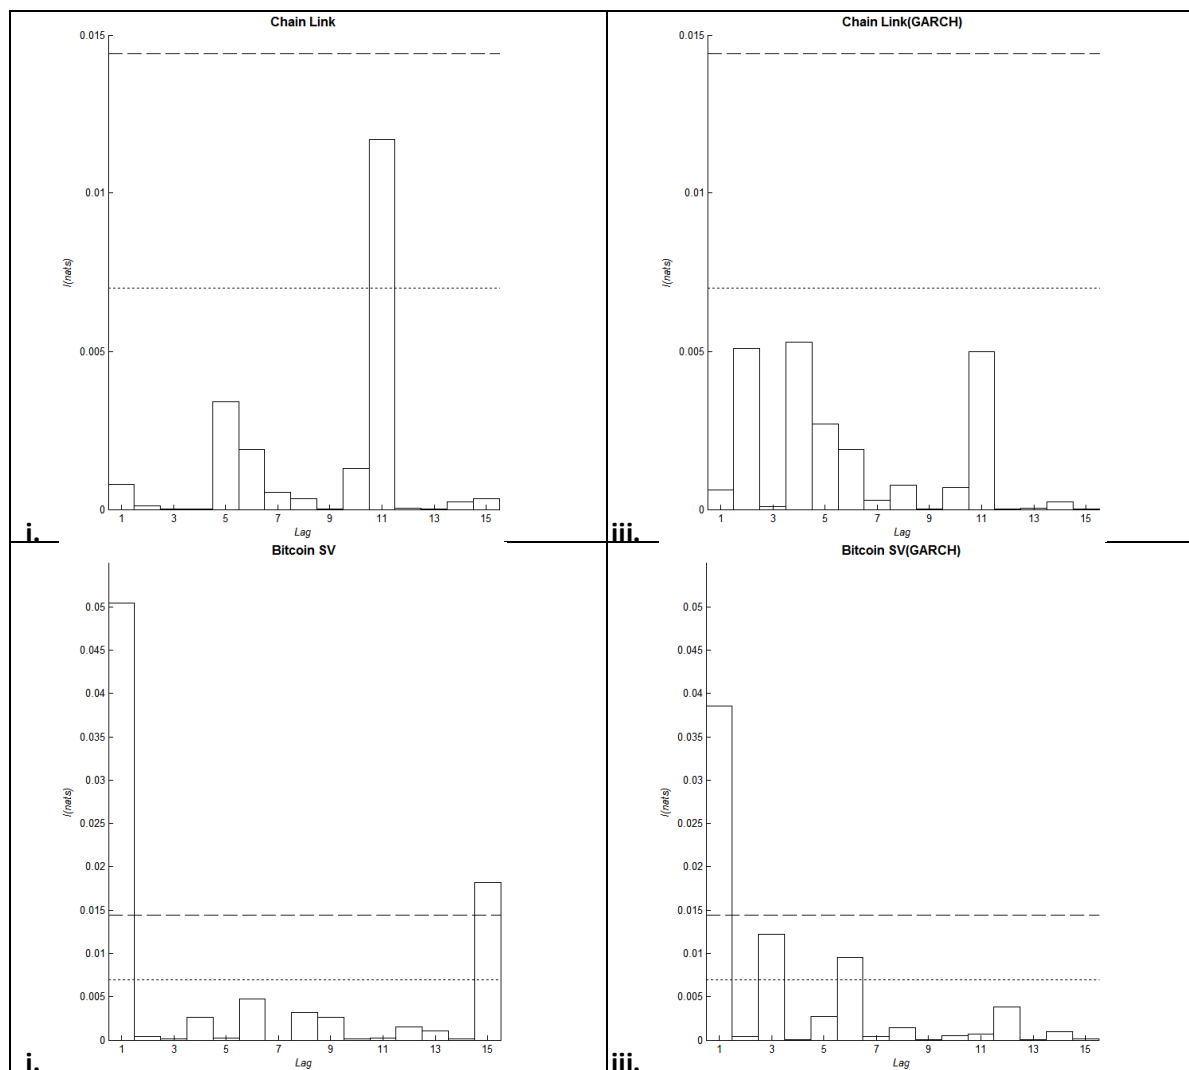 Chain Link
0.015
0.01
0.005
0
I(nats)
1 3 5 7 9 11 13 15
Lag
i.
Chain Link(GARCH)
0.015
0.01
0.005
0
I(nats)
1 3 5 7 9 11 13 15
Lag
iii.
Bitcoin SV
0.05
0.045
0.04
0.035
0.03
0.025
0.02
0.015
0.01
0.005
0
I(nats)
1 3 5 7 9 11 13 15
Lag
i.
Bitcoin SV(GARCH)
0.05
0.045
0.04
0.035
0.03
0.025
0.02
0.015
0.01
0.005
0
I(nats)
1 3 5 7 9 11 13 15
Lag
iii.